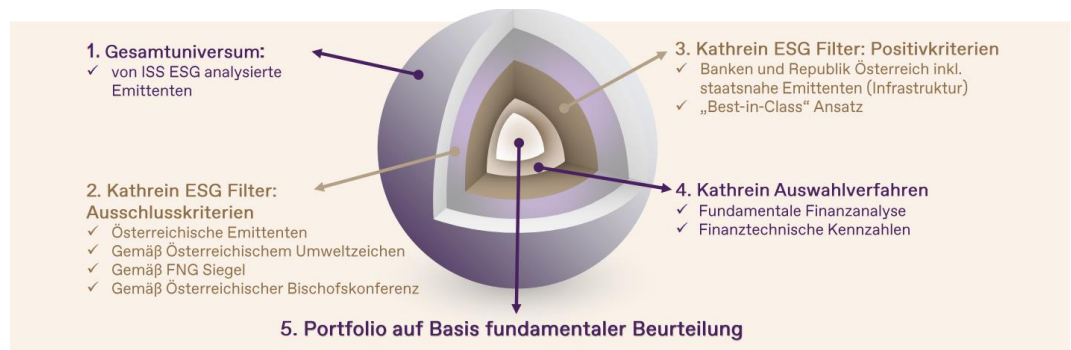 1. Gesamtuniversum:
✓ von ISS ESG analysierte
Emittenten
2. Kathrein ESG Filter:
Ausschlusskriterien
✓ Österreichische Emittenten
✓ Gemäß Österreichischem Umweltzeichen
✓ Gemäß FNG Siegel
✓ Gemäß Österreichischer Bischofskonferenz
3. Kathrein ESG Filter: Positivkriterien
✓ Banken und Republik Österreich inkl.
staatsnahe Emittenten (Infrastruktur)
✓ „Best-in-Class“ Ansatz
4. Kathrein Auswahlverfahren
✓ Fundamentale Finanzanalyse
✓ Finanztechnische Kennzahlen
5. Portfolio auf Basis fundamentaler Beurteilung